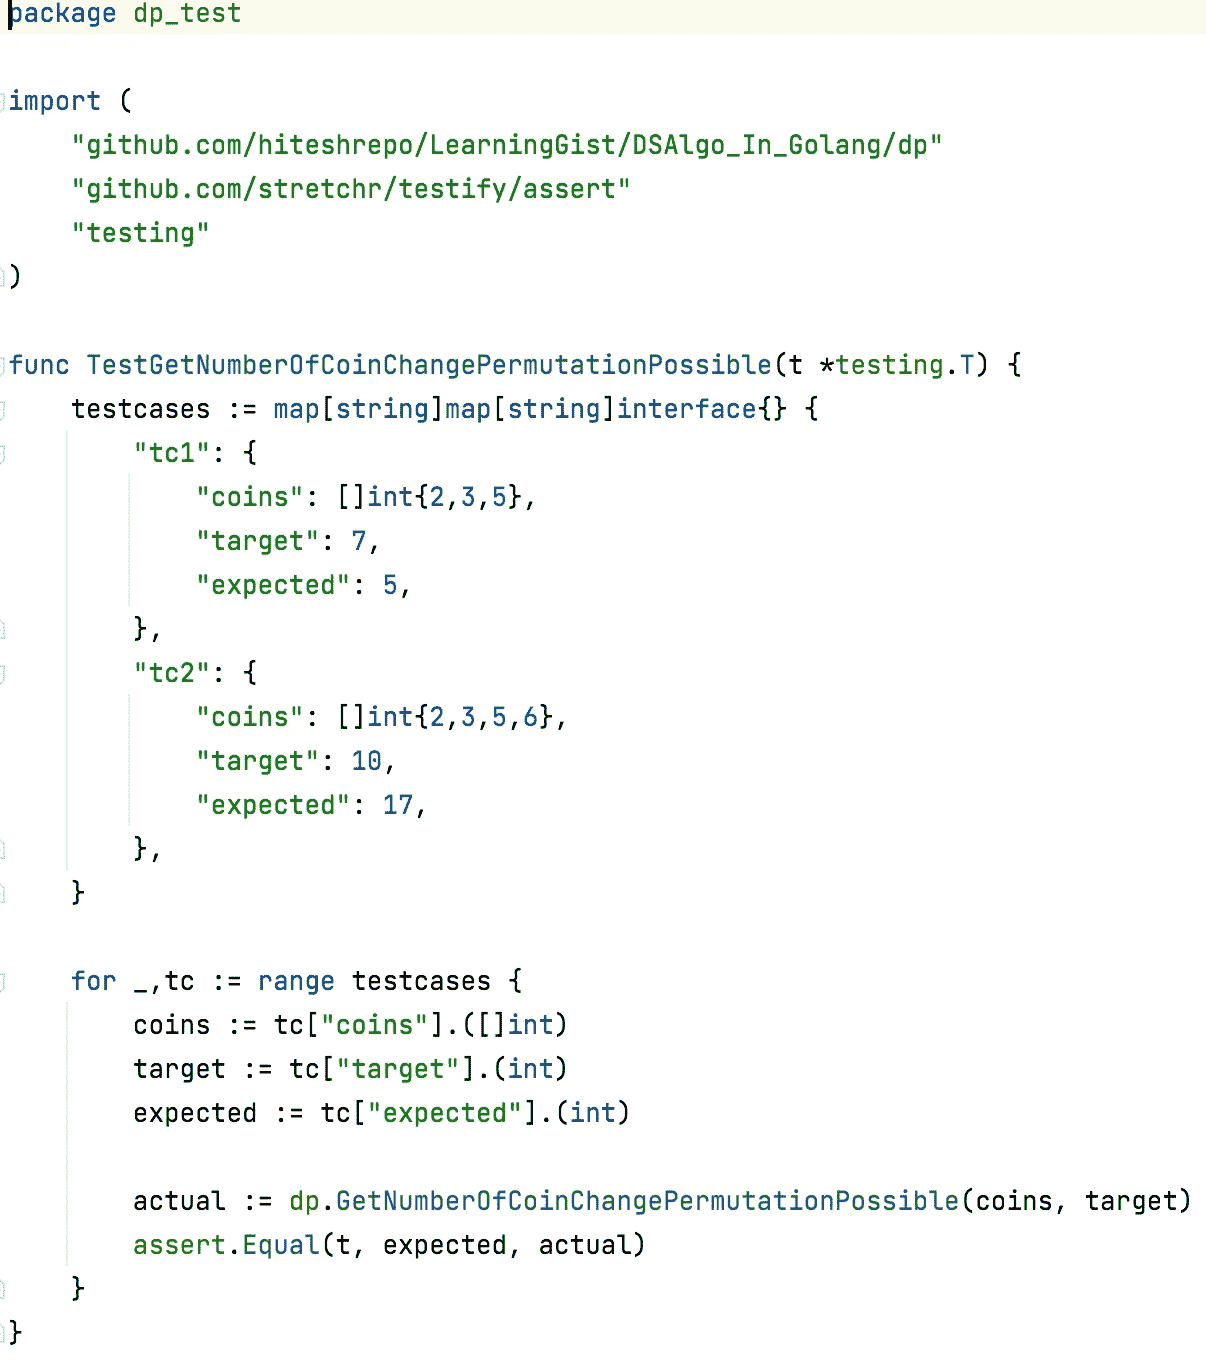 package dp_test
import (
"github.com/hiteshrepo/LearningGist/DSAlgo_In_Golang/dp"
"github.com/stretchr/testify/assert"
"testing"
)
func TestGetNumberOfCoinChangePermutationPossible(t *testing.T) {
testcases := map[string]map[string]interface{} {
"tc1": {
"coins": []int{2,3,5},
"target": 7,
"expected": 5,
},
"tc2": {
"coins": []int{2,3,5,6},
"target": 10,
"expected": 17,
},
}
for _,tc := range testcases {
coins := tc["coins"].([]int)
target := tc["target"].(int)
expected := tc["expected"].(int)
actual := dp.GetNumberOfCoinChangePermutationPossible(coins, target)
assert.Equal(t, expected, actual)
}
}